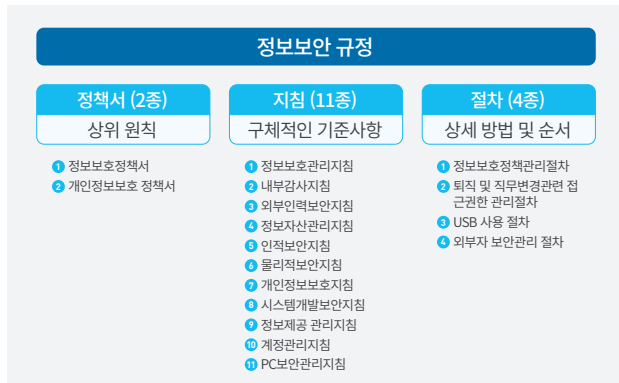 정보보안 규정
정책서 (2종)
상위 원칙
1 정보보호정책서
2 개인정보보호 정책서
지침 (11종)
구체적인 기준사항
1 정보보호관리지침
2 내부감사지침
3 외부인력보안지침
4 정보자산관리지침
5 인적보안지침
6 물리적보안지침
7 개인정보보호지침
8 시스템개발보안지침
9 정보제공 관리지침
10 계정관리지침
11 PC보안관리지침
절차 (4종)
상세 방법 및 순서
1 정보보호정책관리절차
2 퇴직 및 직무변경관련 접
근권한 관리절차
3 USB 사용 절차
4 외부자 보안관리 절차